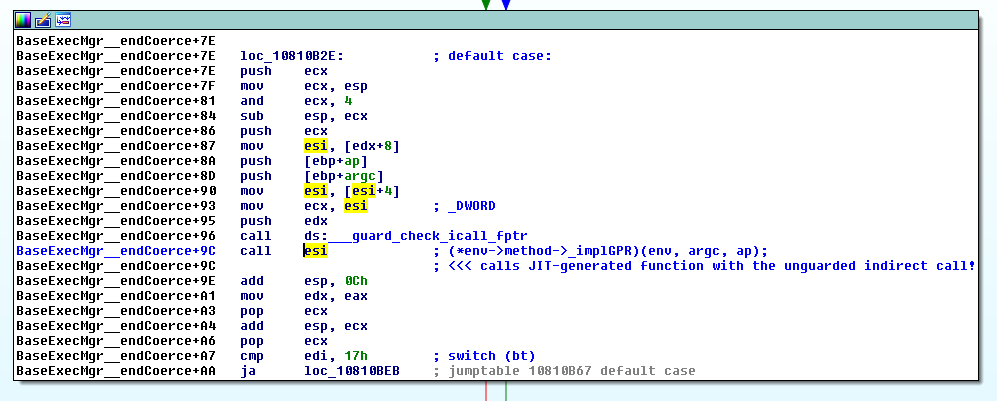 BaseExecMgr__endCoerce+7E
BaseExecMgr__endCoerce+7E loc_10810B2E: ; default case:
BaseExecMgr__endCoerce+7E push ecx
BaseExecMgr__endCoerce+7F mov ecx, esp
BaseExecMgr__endCoerce+81 and ecx, 4
BaseExecMgr__endCoerce+84 sub esp, ecx
BaseExecMgr__endCoerce+86 push ecx
BaseExecMgr__endCoerce+87 mov esi, [edx+8]
BaseExecMgr__endCoerce+8A push [ebp+ap]
BaseExecMgr__endCoerce+8D push [ebp+argc]
BaseExecMgr__endCoerce+90 mov esi, [esi+4]
BaseExecMgr__endCoerce+93 mov ecx, esi ; _DWORD
BaseExecMgr__endCoerce+95 push edx
BaseExecMgr__endCoerce+96 call ds:___guard_check_icall_fptr
BaseExecMgr__endCoerce+9C call esi ; (*env->method->_implGPR)(env, argc, ap);
BaseExecMgr__endCoerce+9C ; <<< calls JIT-generated function with the unguarded indirect call!
BaseExecMgr__endCoerce+9E add esp, 0Ch
BaseExecMgr__endCoerce+A1 mov edx, eax
BaseExecMgr__endCoerce+A3 pop ecx
BaseExecMgr__endCoerce+A4 add esp, ecx
BaseExecMgr__endCoerce+A6 pop ecx
BaseExecMgr__endCoerce+A7 cmp edi, 17h ; switch (bt)
BaseExecMgr__endCoerce+AA ja loc_10810BEB ; jumptable 10810B67 default case